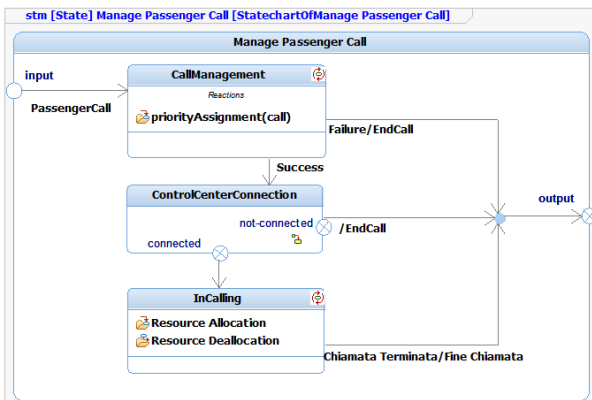 stm [State] Manage Passenger Call [StatechartOfManage Passenger Call]
Manage Passenger Call
input
PassengerCall
CallManagement
Reactions
priorityAssignment(call)
Failure/EndCall
Success
ControlCenterConnection
not-connected
/EndCall
connected
output
InCalling
Resource Allocation
Resource Deallocation
Chiamata Terminata/Fine Chiamata